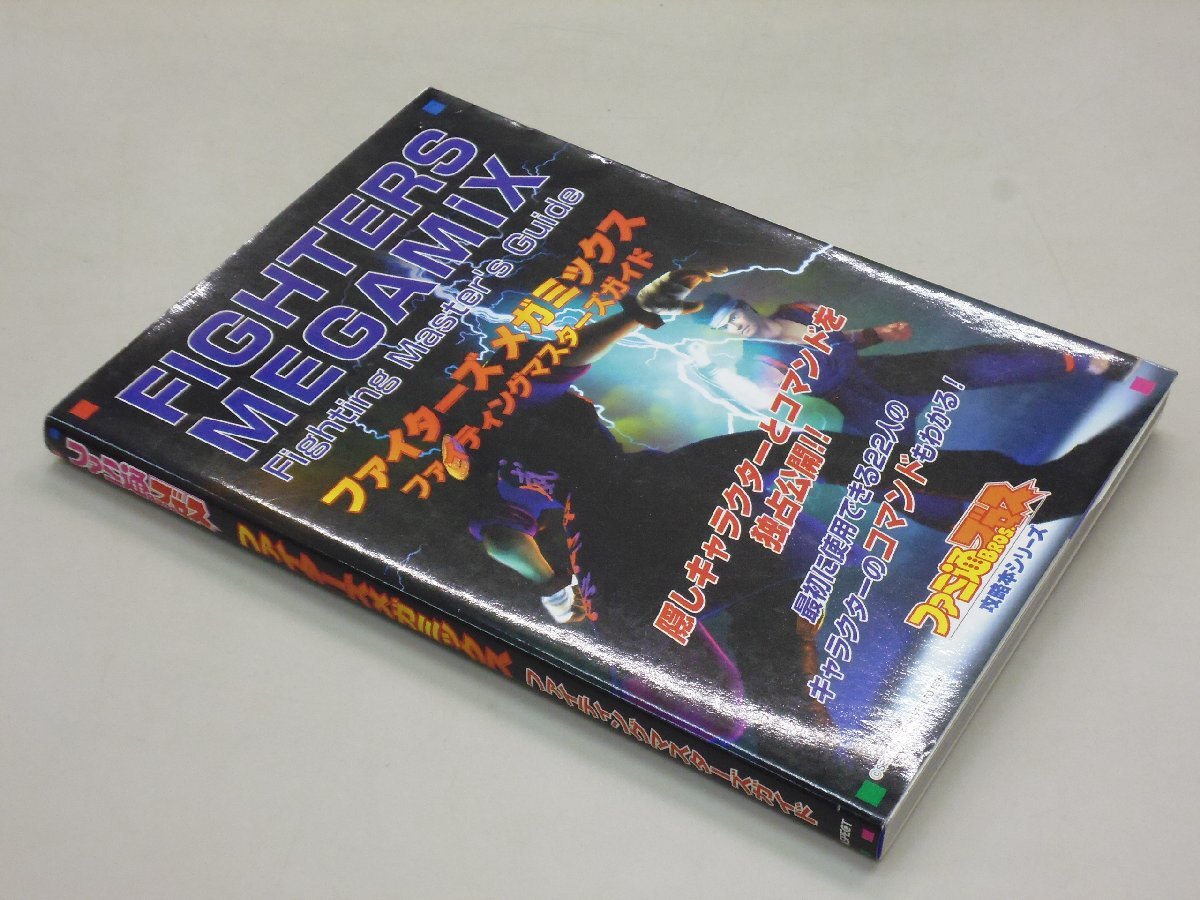 FIGHTERS
MEGAMiX
Fighting Master's Guide
ファイターズ メガミックス
ファイティングマスターズガイド
隠しキャラクターとコマンドを
独占公開!!
最初に使用できる22人の
キャラクターのコマンドもわかる!
ファミ通ブロス
BROS.
攻略本シリーズ
ファイターズメガミックス
ファイティングマスターズガイド